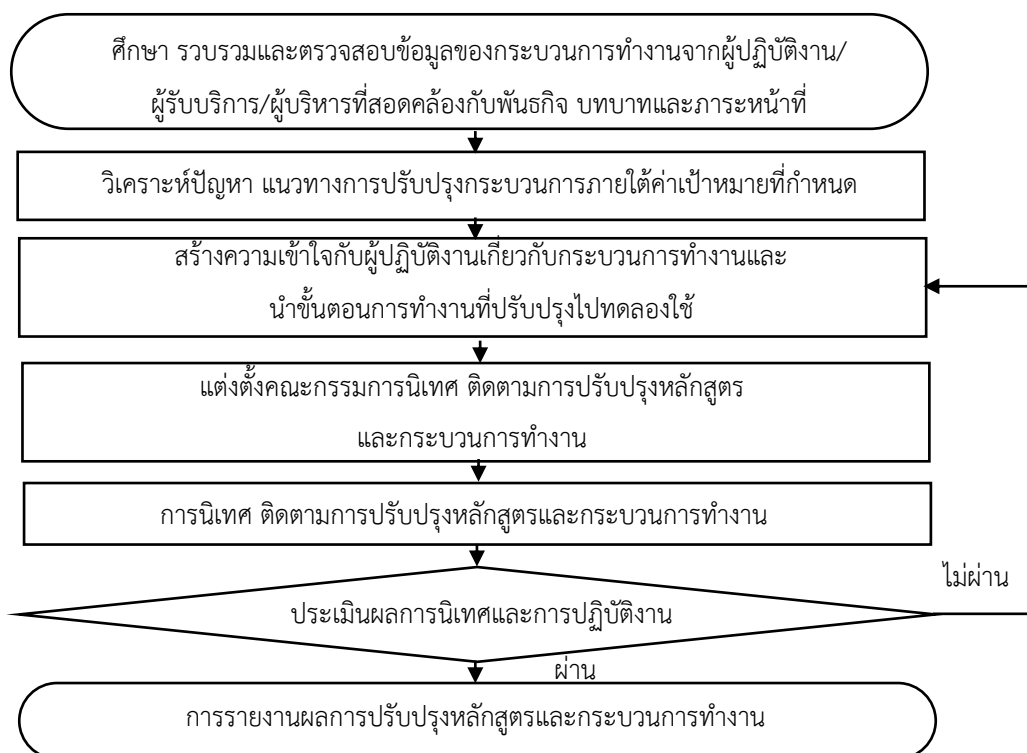 ศึกษา รวบรวมและตรวจสอบข้อมูลของกระบวนการทำงานจากผู้ปฏิบัติงาน/
ผู้รับบริการ/ผู้บริหารที่สอดคล้องกับพันธกิจ บทบาทและภาระหน้าที่
วิเคราะห์ปัญหา แนวทางการปรับปรุงกระบวนการภายใต้ค่าเป้าหมายที่กำหนด
สร้างความเข้าใจกับผู้ปฏิบัติงานเกี่ยวกับกระบวนการทำงานและ
นำขั้นตอนการทำงานที่ปรับปรุงไปทดลองใช้
แต่งตั้งคณะกรรมการนิเทศ ติดตามการปรับปรุงหลักสูตร
และกระบวนการทำงาน
การนิเทศ ติดตามการปรับปรุงหลักสูตรและกระบวนการทำงาน
ไม่ผ่าน
ประเมินผลการนิเทศและการปฏิบัติงาน
ผ่าน
การรายงานผลการปรับปรุงหลักสูตรและกระบวนการทำงาน